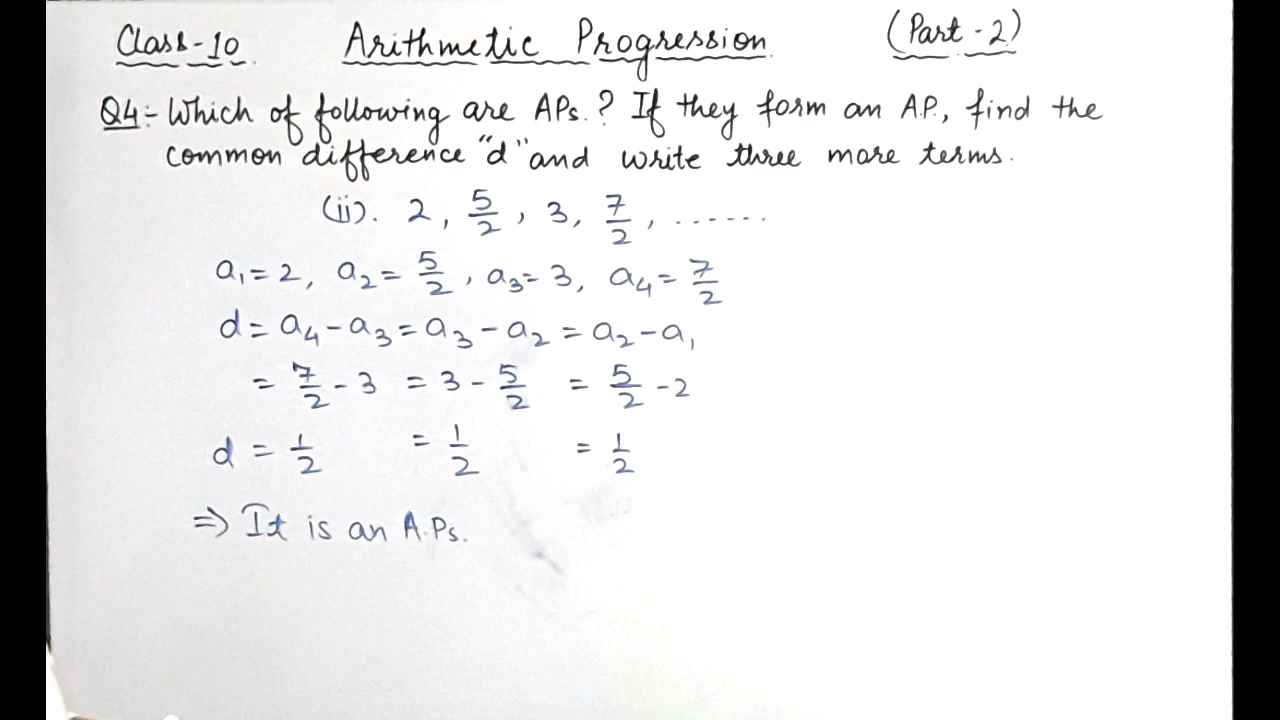 Class-10 Arithmetic Progression (Part-2)
Q4:- Which of following are APs.? If they form an A.P., find the
common difference "d" and write three more terms.
(ii). 2, 5/2, 3, 7/2, ......
a₁=2, a₂=5/2, a₃=3, a₄=7/2
d = a₄-a₃ = a₃-a₂ = a₂-a₁
= 7/2-3 = 3-5/2 = 5/2-2
d = 1/2 = 1/2 = 1/2
⇒ It is an A.Ps.